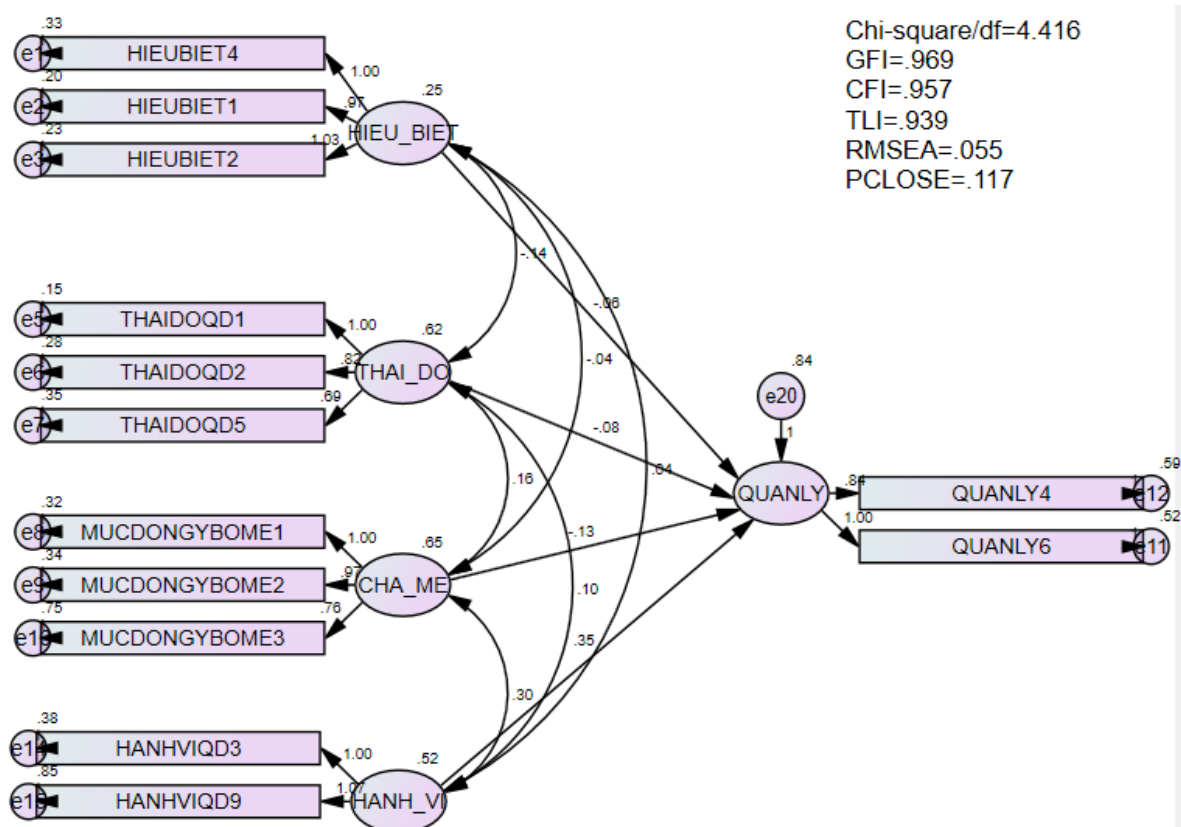 Chi-square/df=4.416
GFI=.969
CFI=.957
TLI=.939
RMSEA=.055
PCLOSE=.117
.33
e1
HIEUBIET4
1.00
.20
e2
HIEUBIET1
.97
.25
HIEU_BIET
.23
e3
HIEUBIET2
1.03
-.14
-.06
-.04
.15
e5
THAIDOQD1
1.00
.28
e6
THAIDOQD2
.82
.62
THAI_DO
.35
e7
THAIDOQD5
.69
-.08
.04
.16
.84
e20
1
QUANLY
.84
QUANLY4
.59
e12
1.00
QUANLY6
.52
e11
.32
e8
MUCDONGYBOME1
1.00
.34
e9
MUCDONGYBOME2
.97
.65
CHA_ME
.75
MUCDONGYBOME3
.76
-.13
.10
.35
.30
.38
HANHVIQD3
1.00
.85
HANHVIQD9
1.07
.52
HANH_VI